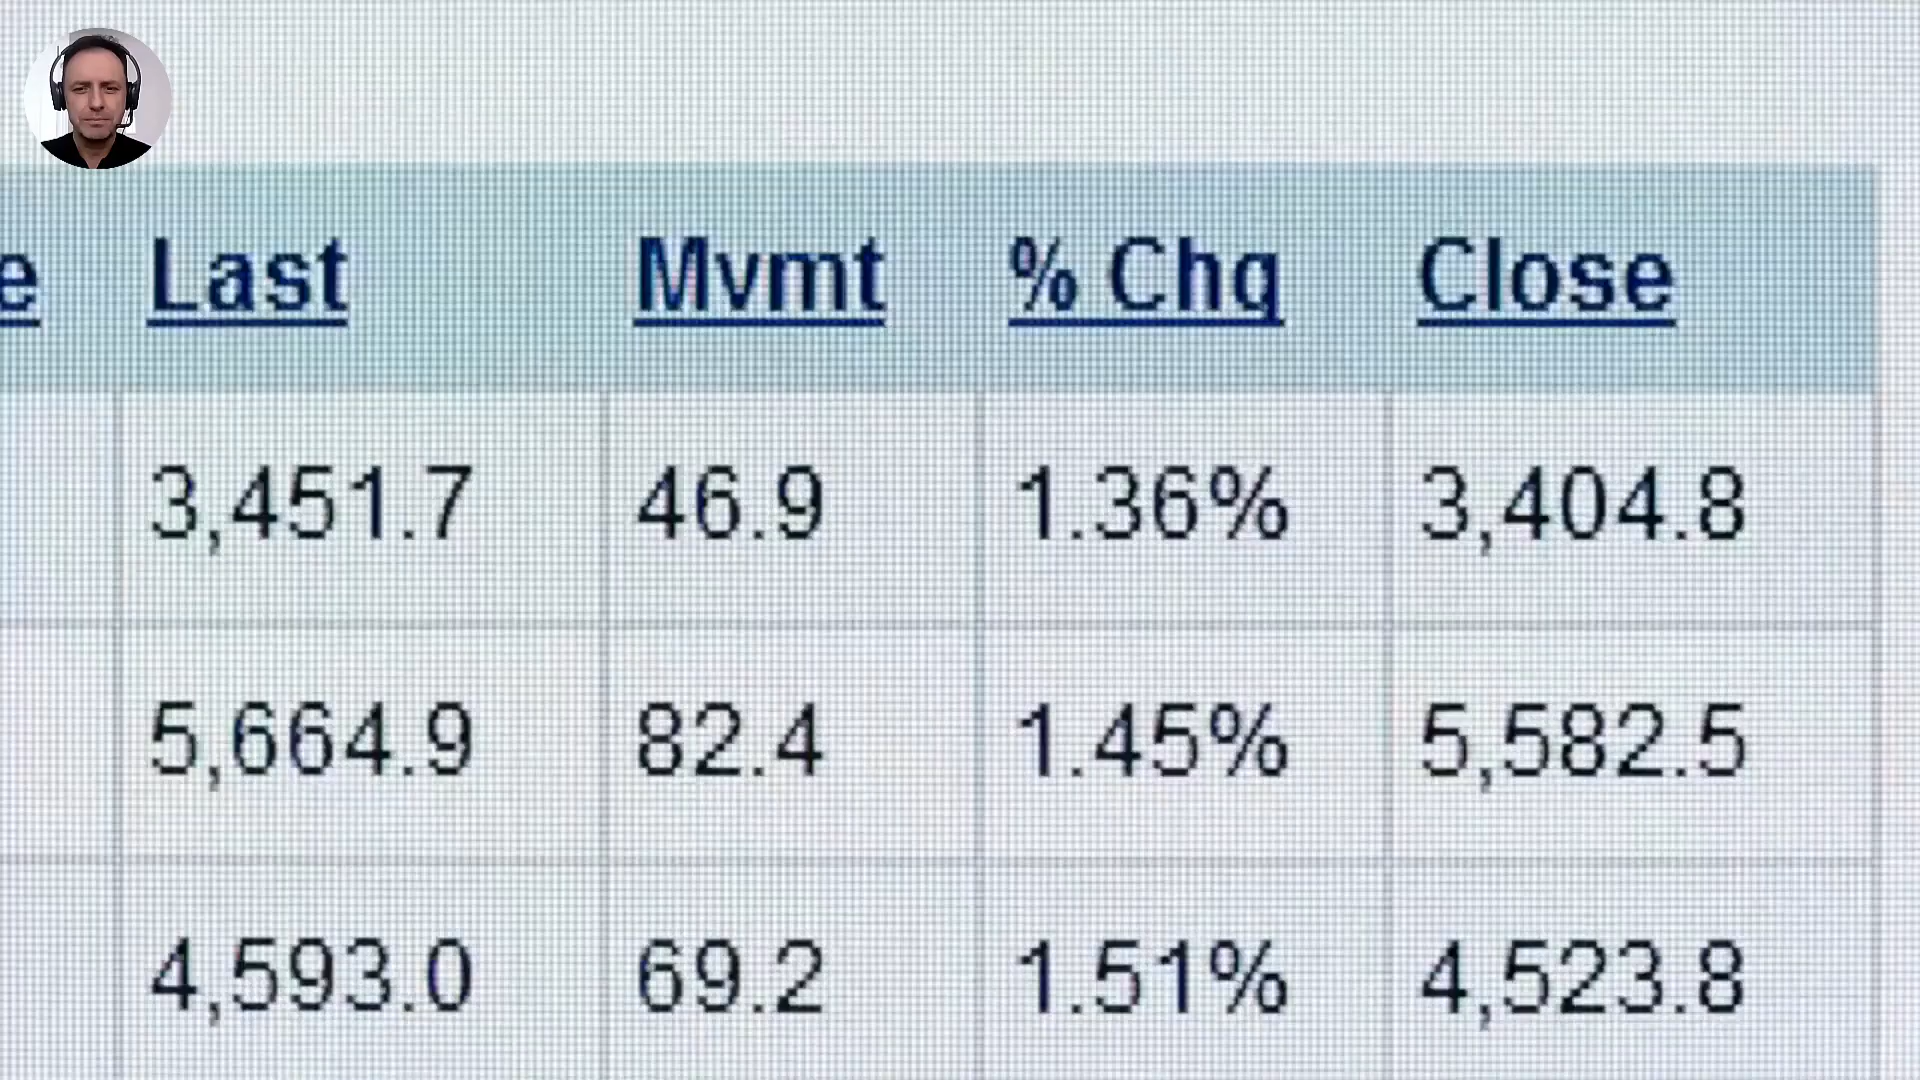 e Last Mvmt % Chg Close
3,451.7 46.9 1.36% 3,404.8
5,664.9 82.4 1.45% 5,582.5
4,593.0 69.2 1.51% 4,523.8